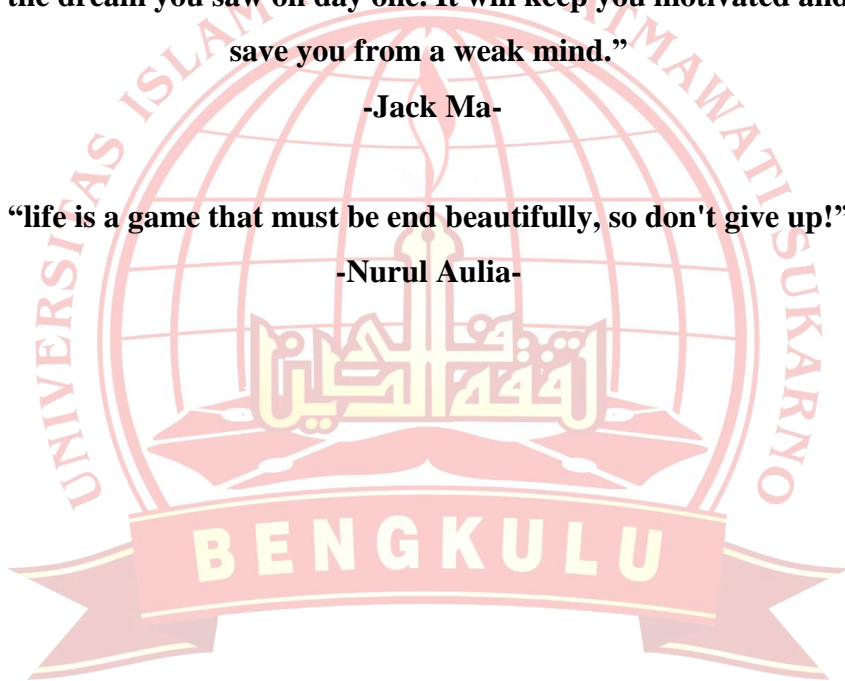 the dream you saw on day one. It will keep you motivated and
save you from a weak mind.”
-Jack Ma-
“life is a game that must be end beautifully, so don't give up!”
-Nurul Aulia-
UNIVERSITAS ISLAM ATMAWATI SUKARNO
BENGKULU